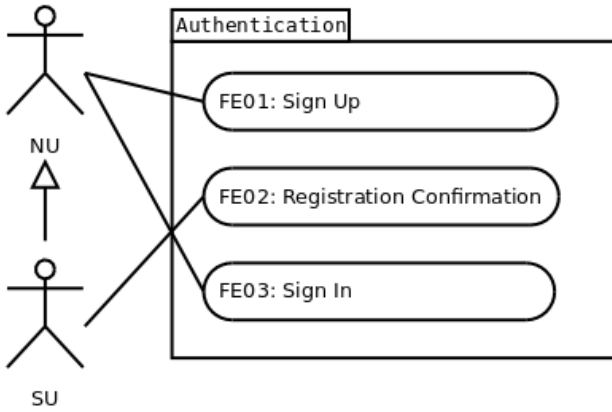 Authentication
FE01: Sign Up
NU
FE02: Registration Confirmation
FE03: Sign In
SU